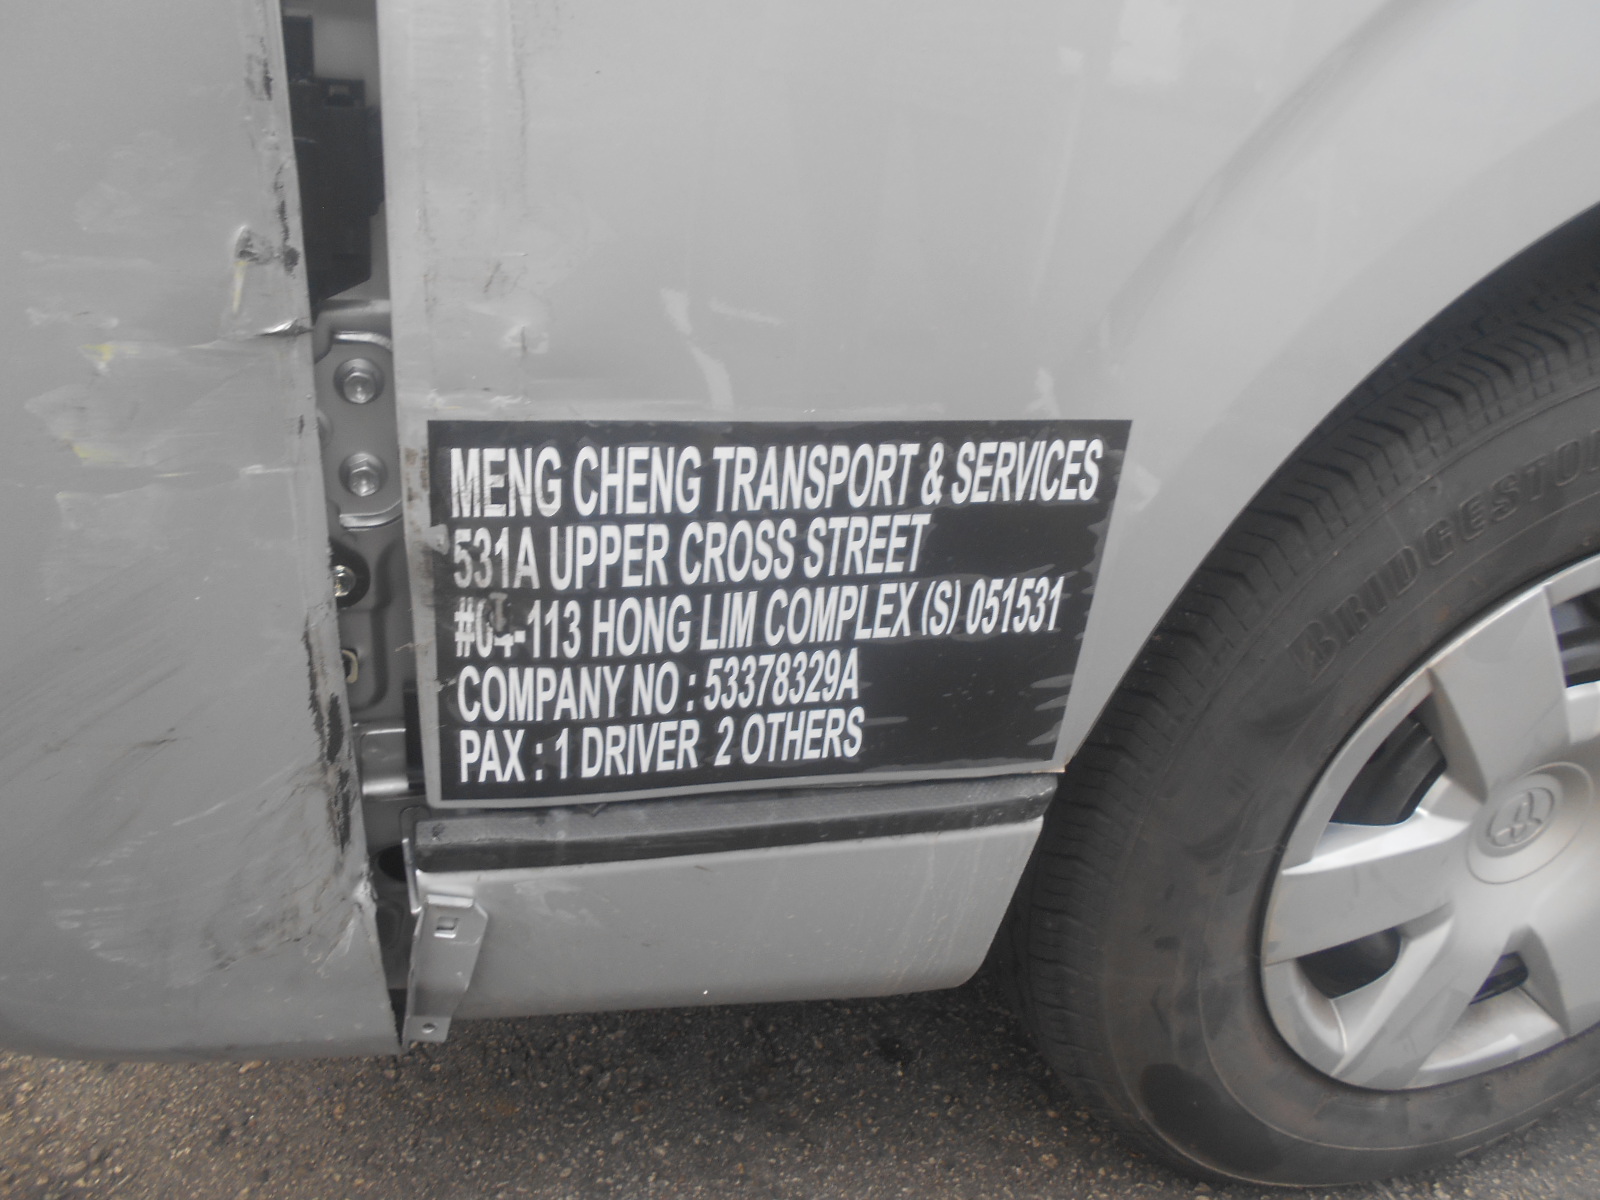 MENG CHENG TRANSPORT & SERVICES
531A UPPER CROSS STREET
#04-113 HONG LIM COMPLEX (S) 051531
COMPANY NO : 53378329A
PAX : 1 DRIVER 2 OTHERS
BRIDGESTONE